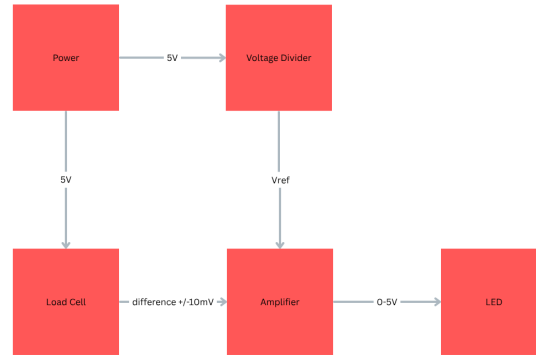 Power
5V
Voltage Divider
5V
Vref
Load Cell
difference +/-10mV
Amplifier
0-5V
LED